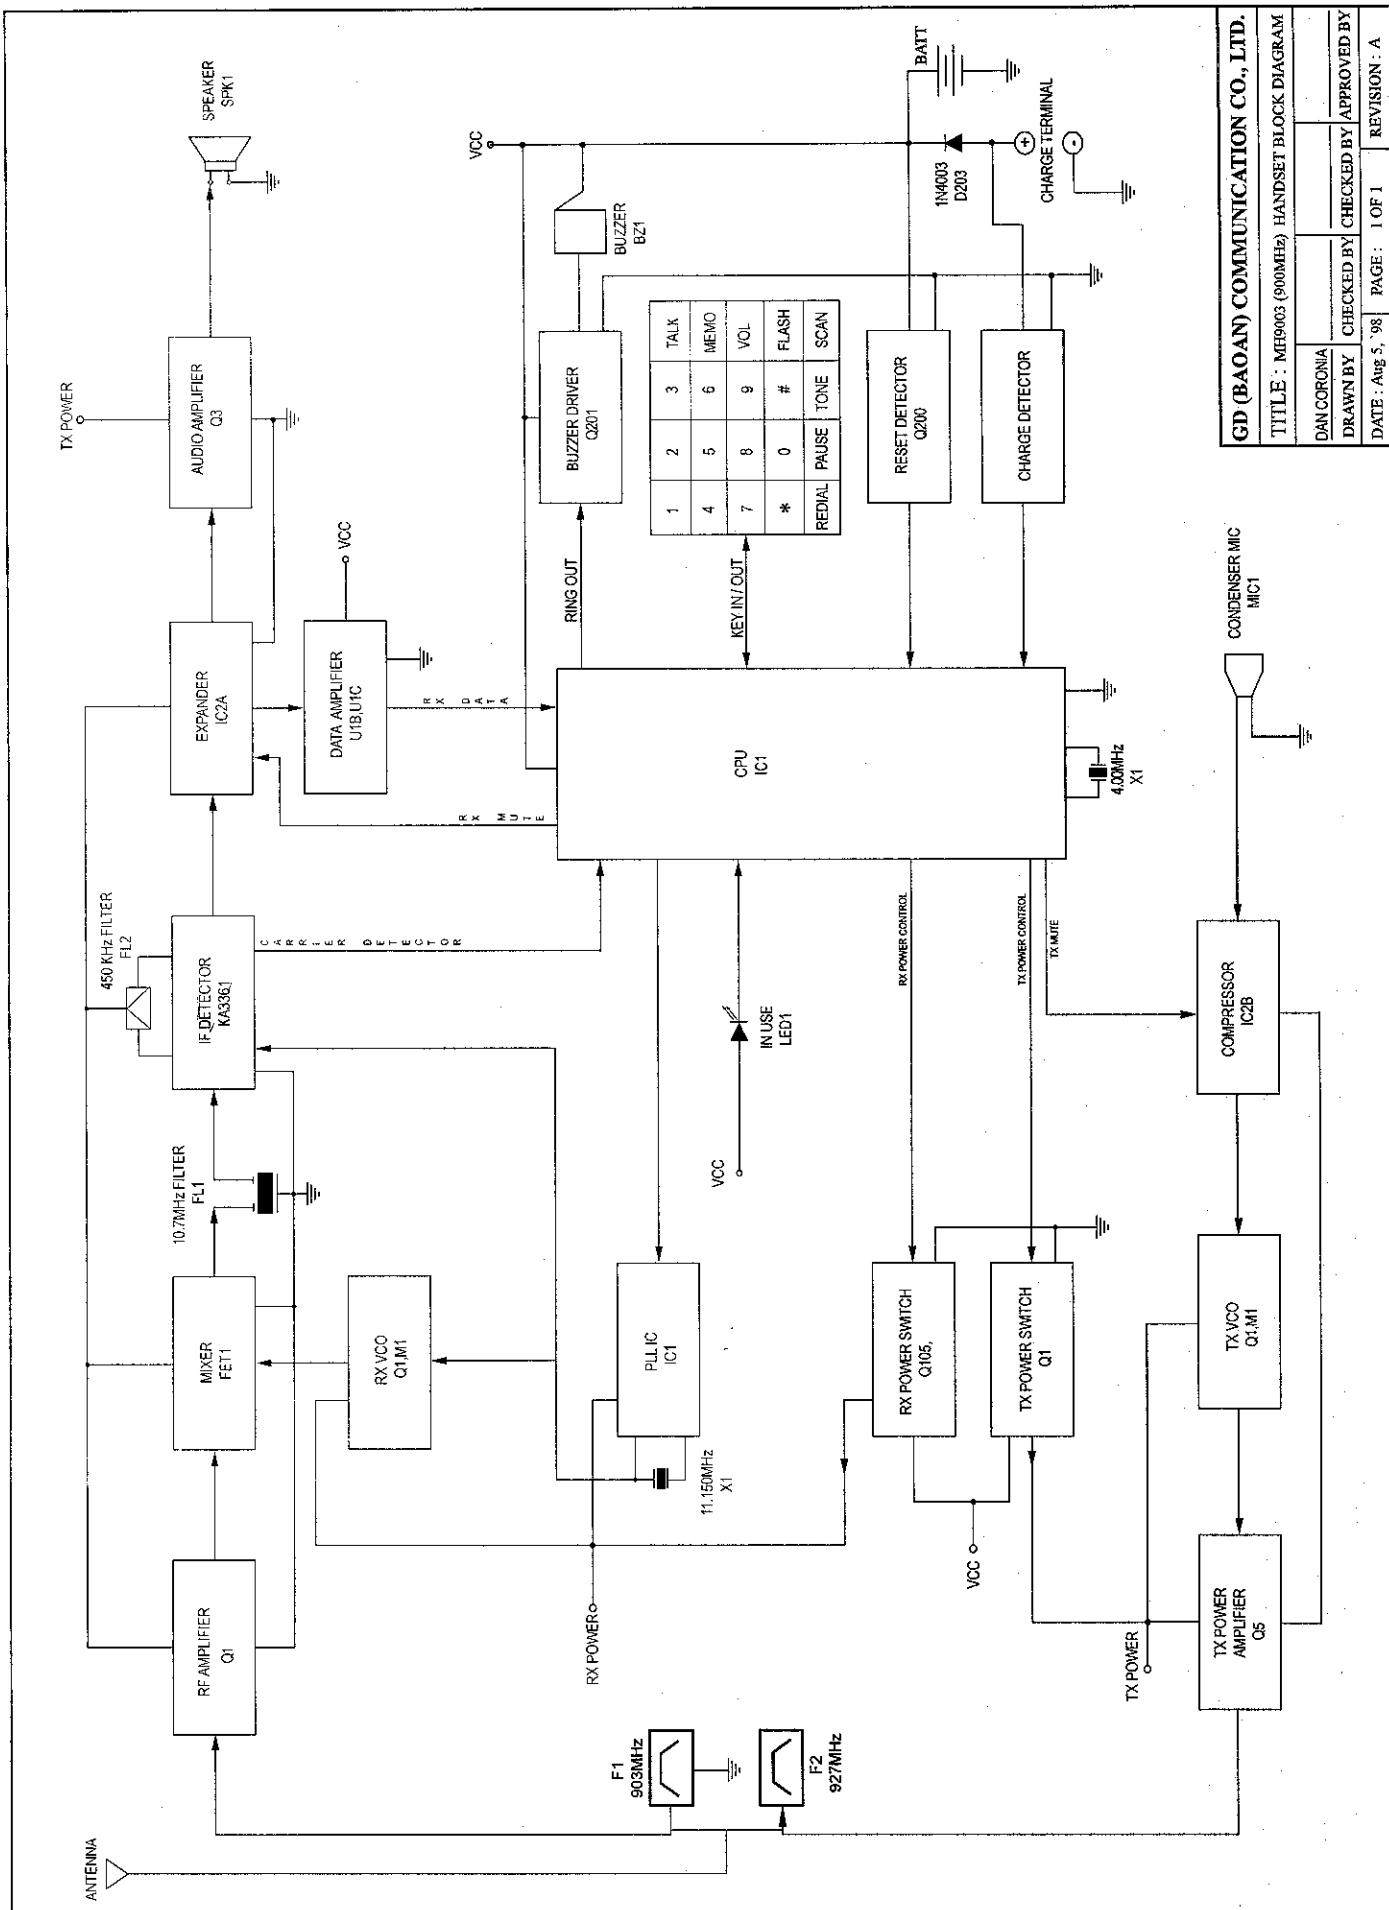 ANTENNA
RF AMPLIFIER
Q1
MIXER
FET1
10.7MHz FILTER
FL1
IF DETECTOR
KA3361
450 KHz FILTER
FL2
EXPANDER
IC2A
AUDIO AMPLIFIER
Q3
TX POWER
SPEAKER
SPK1
RX VCO
Q1,M1
CARRIER DETECTOR
RX MUTE
RX DATA
DATA AMPLIFIER
U1B,U1C
VCC
F1
903MHz
F2
927MHz
RX POWER
11.150MHz
X1
PLL IC
IC1
VCC
IN USE
LED1
CPU
IC1
4.00MHz
X1
RING OUT
BUZZER DRIVER
Q201
BUZZER
BZ1
VCC
KEY IN / OUT
1 2 3 TALK
4 5 6 MEMO
7 8 9 VOL
* 0 # FLASH
REDIAL PAUSE TONE SCAN
RESET DETECTOR
Q200
CHARGE DETECTOR
1N4003
D203
BATT
+
-
CHARGE TERMINAL
RX POWER CONTROL
TX POWER CONTROL
TX MUTE
RX POWER SWITCH
Q105,
TX POWER SWITCH
Q1
VCC
TX POWER
TX POWER
AMPLIFIER
Q5
TX VCO
Q1,M1
COMPRESSOR
IC2B
CONDENSER MIC
MIC1
GD (BAOAN) COMMUNICATION CO., LTD.
TITLE : MH9003 (900MHz) HANDSET BLOCK DIAGRAM
DAN CORONIA
DRAWN BY CHECKED BY CHECKED BY APPROVED BY
DATE : Aug 5, `98 PAGE : 1 OF 1 REVISION : A